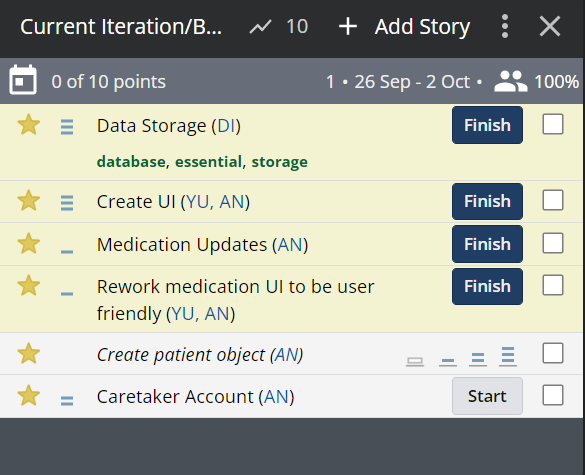 Current Iteration/B... 10 + Add Story
0 of 10 points 1 • 26 Sep - 2 Oct • 100%
Data Storage (DI) Finish
database, essential, storage
Create UI (YU, AN) Finish
Medication Updates (AN) Finish
Rework medication UI to be user Finish
friendly (YU, AN)
Create patient object (AN)
Caretaker Account (AN) Start